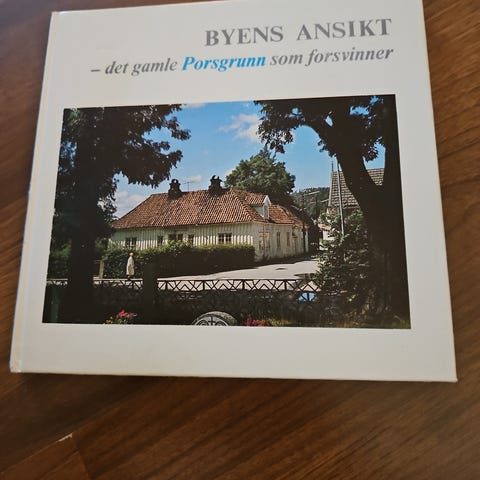 BYENS ANSIKT
– det gamle Porsgrunn som forsvinner